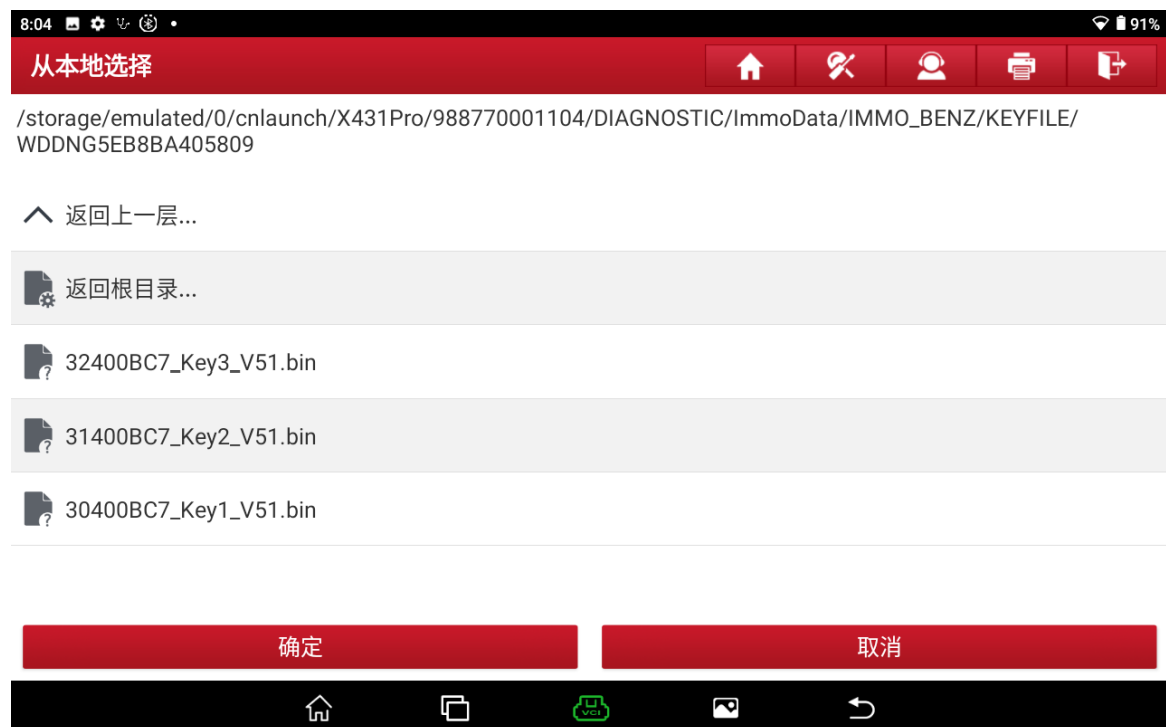 8:04
91%
从本地选择
/storage/emulated/0/cnlaunch/X431Pro/988770001104/DIAGNOSTIC/ImmoData/IMMO_BENZ/KEYFILE/
WDDNG5EB8BA405809
返回上一层...
返回根目录...
32400BC7_Key3_V51.bin
31400BC7_Key2_V51.bin
30400BC7_Key1_V51.bin
确定
取消
VCI